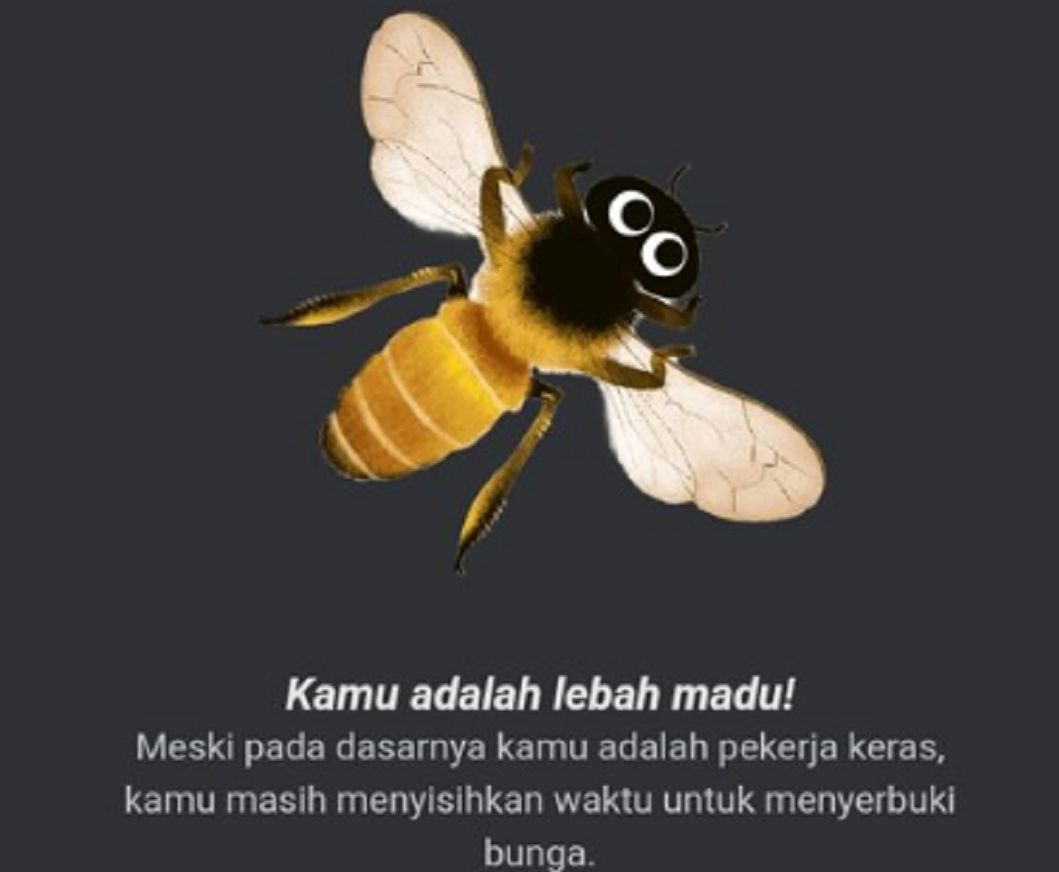 Kamu adalah lebah madu!
Meski pada dasarnya kamu adalah pekerja keras,
kamu masih menyisihkan waktu untuk menyerbuki
bunga.